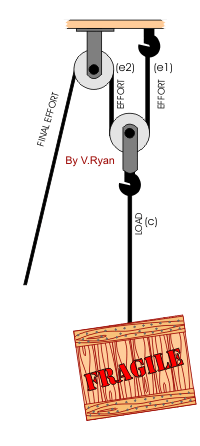 (e2)
(e1)
EFFORT
EFFORT
FINAL EFFORT
By V.Ryan
LOAD (c)
FRAGILE